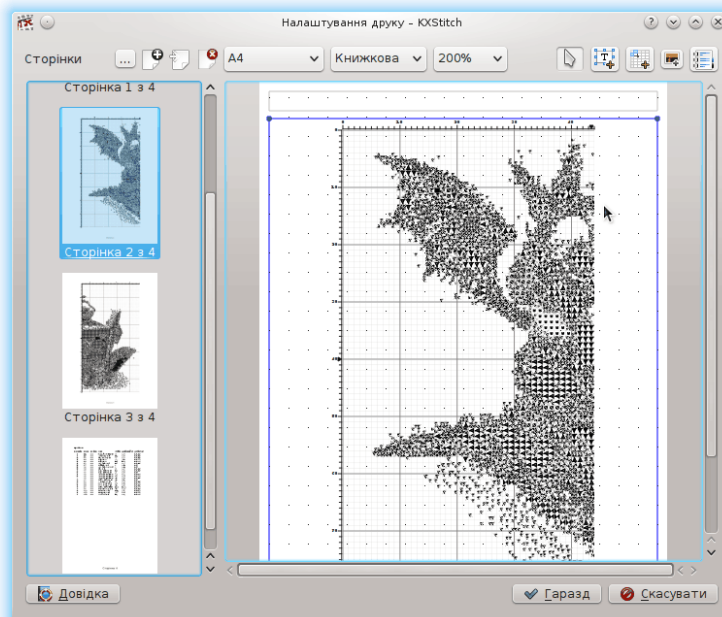 Налаштування друку – KXStitch
Сторінки ... A4 Книжкова 200%
Сторінка 1 з 4
Сторінка 2 з 4
Сторінка 3 з 4
Довідка Гаразд Скасувати